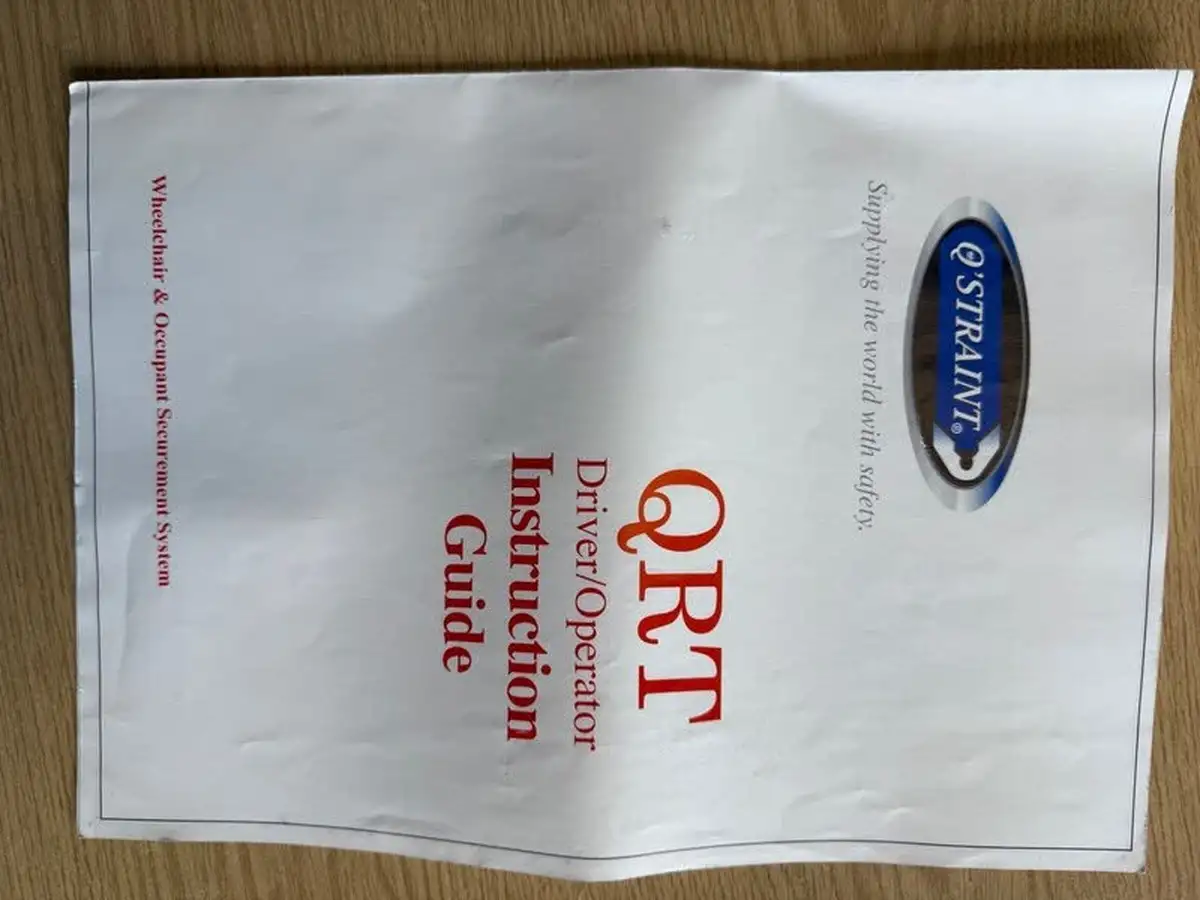 Q'STRAINT®
Supplying the world with safety.
QRT
Driver/Operator
Instruction
Guide
Wheelchair & Occupant Securement System